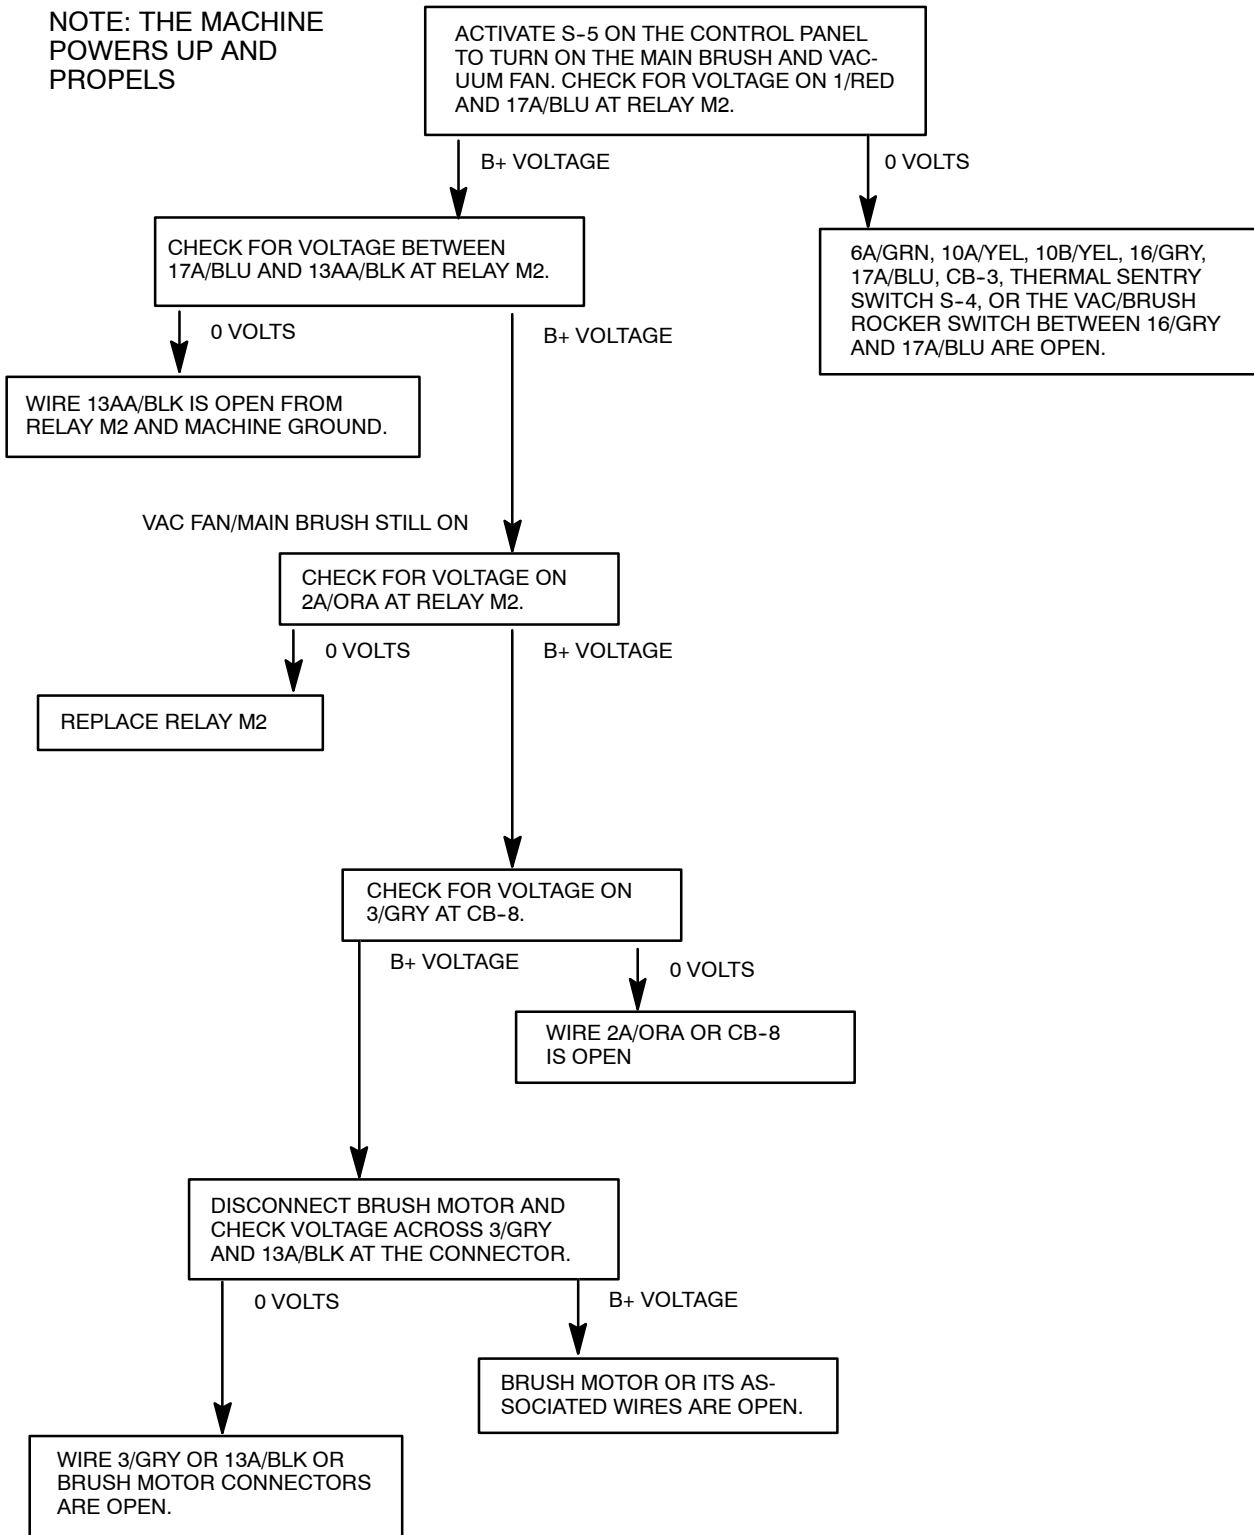 NOTE: THE MACHINE
POWERS UP AND
PROPELS
ACTIVATE S-5 ON THE CONTROL PANEL
TO TURN ON THE MAIN BRUSH AND VAC-
UUM FAN. CHECK FOR VOLTAGE ON 1/RED
AND 17A/BLU AT RELAY M2.
B+ VOLTAGE
0 VOLTS
CHECK FOR VOLTAGE BETWEEN
17A/BLU AND 13AA/BLK AT RELAY M2.
6A/GRN, 10A/YEL, 10B/YEL, 16/GRY,
17A/BLU, CB-3, THERMAL SENTRY
SWITCH S-4, OR THE VAC/BRUSH
ROCKER SWITCH BETWEEN 16/GRY
AND 17A/BLU ARE OPEN.
0 VOLTS
B+ VOLTAGE
WIRE 13AA/BLK IS OPEN FROM
RELAY M2 AND MACHINE GROUND.
VAC FAN/MAIN BRUSH STILL ON
CHECK FOR VOLTAGE ON
2A/ORA AT RELAY M2.
0 VOLTS
B+ VOLTAGE
REPLACE RELAY M2
CHECK FOR VOLTAGE ON
3/GRY AT CB-8.
B+ VOLTAGE
0 VOLTS
WIRE 2A/ORA OR CB-8
IS OPEN
DISCONNECT BRUSH MOTOR AND
CHECK VOLTAGE ACROSS 3/GRY
AND 13A/BLK AT THE CONNECTOR.
0 VOLTS
B+ VOLTAGE
BRUSH MOTOR OR ITS AS-
SOCIATED WIRES ARE OPEN.
WIRE 3/GRY OR 13A/BLK OR
BRUSH MOTOR CONNECTORS
ARE OPEN.